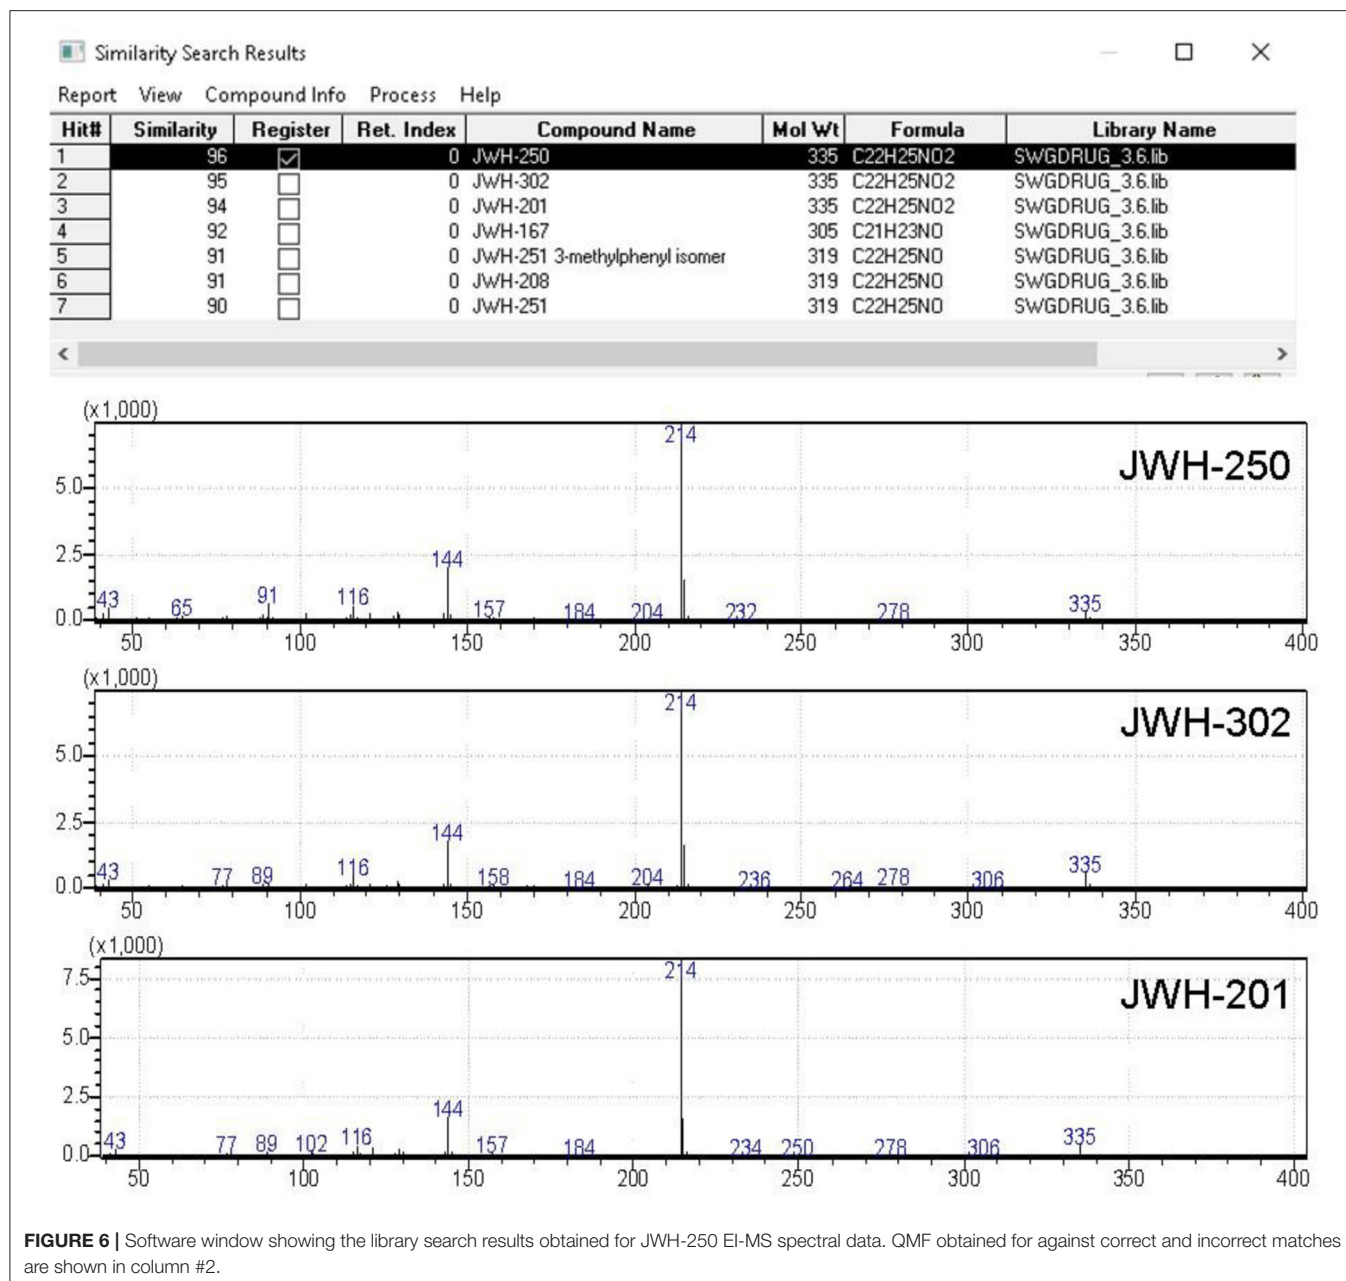 Similarity Search Results
Report View Compound Info Process Help
Hit# Similarity Register Ret. Index Compound Name Mol Wt Formula Library Name
1 96 0 JWH-250 335 C22H25NO2 SWGDRUG_3.6.lib
2 95 0 JWH-302 335 C22H25NO2 SWGDRUG_3.6.lib
3 94 0 JWH-201 335 C22H25NO2 SWGDRUG_3.6.lib
4 92 0 JWH-167 305 C21H23NO SWGDRUG_3.6.lib
5 91 0 JWH-251 3-methylphenyl isomer 319 C22H25NO SWGDRUG_3.6.lib
6 91 0 JWH-208 319 C22H25NO SWGDRUG_3.6.lib
7 90 0 JWH-251 319 C22H25NO SWGDRUG_3.6.lib
(x1,000)
214
JWH-250
5.0
2.5
144
0.0 43 65 91 116 157 184 204 232 278 335
50 100 150 200 250 300 350 400
(x1,000)
214
JWH-302
5.0
2.5
144
0.0 43 77 89 116 158 184 204 236 264 278 306 335
50 100 150 200 250 300 350 400
(x1,000)
7.5
214
JWH-201
5.0
2.5
144
0.0 43 77 89 102 116 157 184 234 250 278 306 335
50 100 150 200 250 300 350 400
FIGURE 6 | Software window showing the library search results obtained for JWH-250 EI-MS spectral data. QMF obtained for against correct and incorrect matches
are shown in column #2.